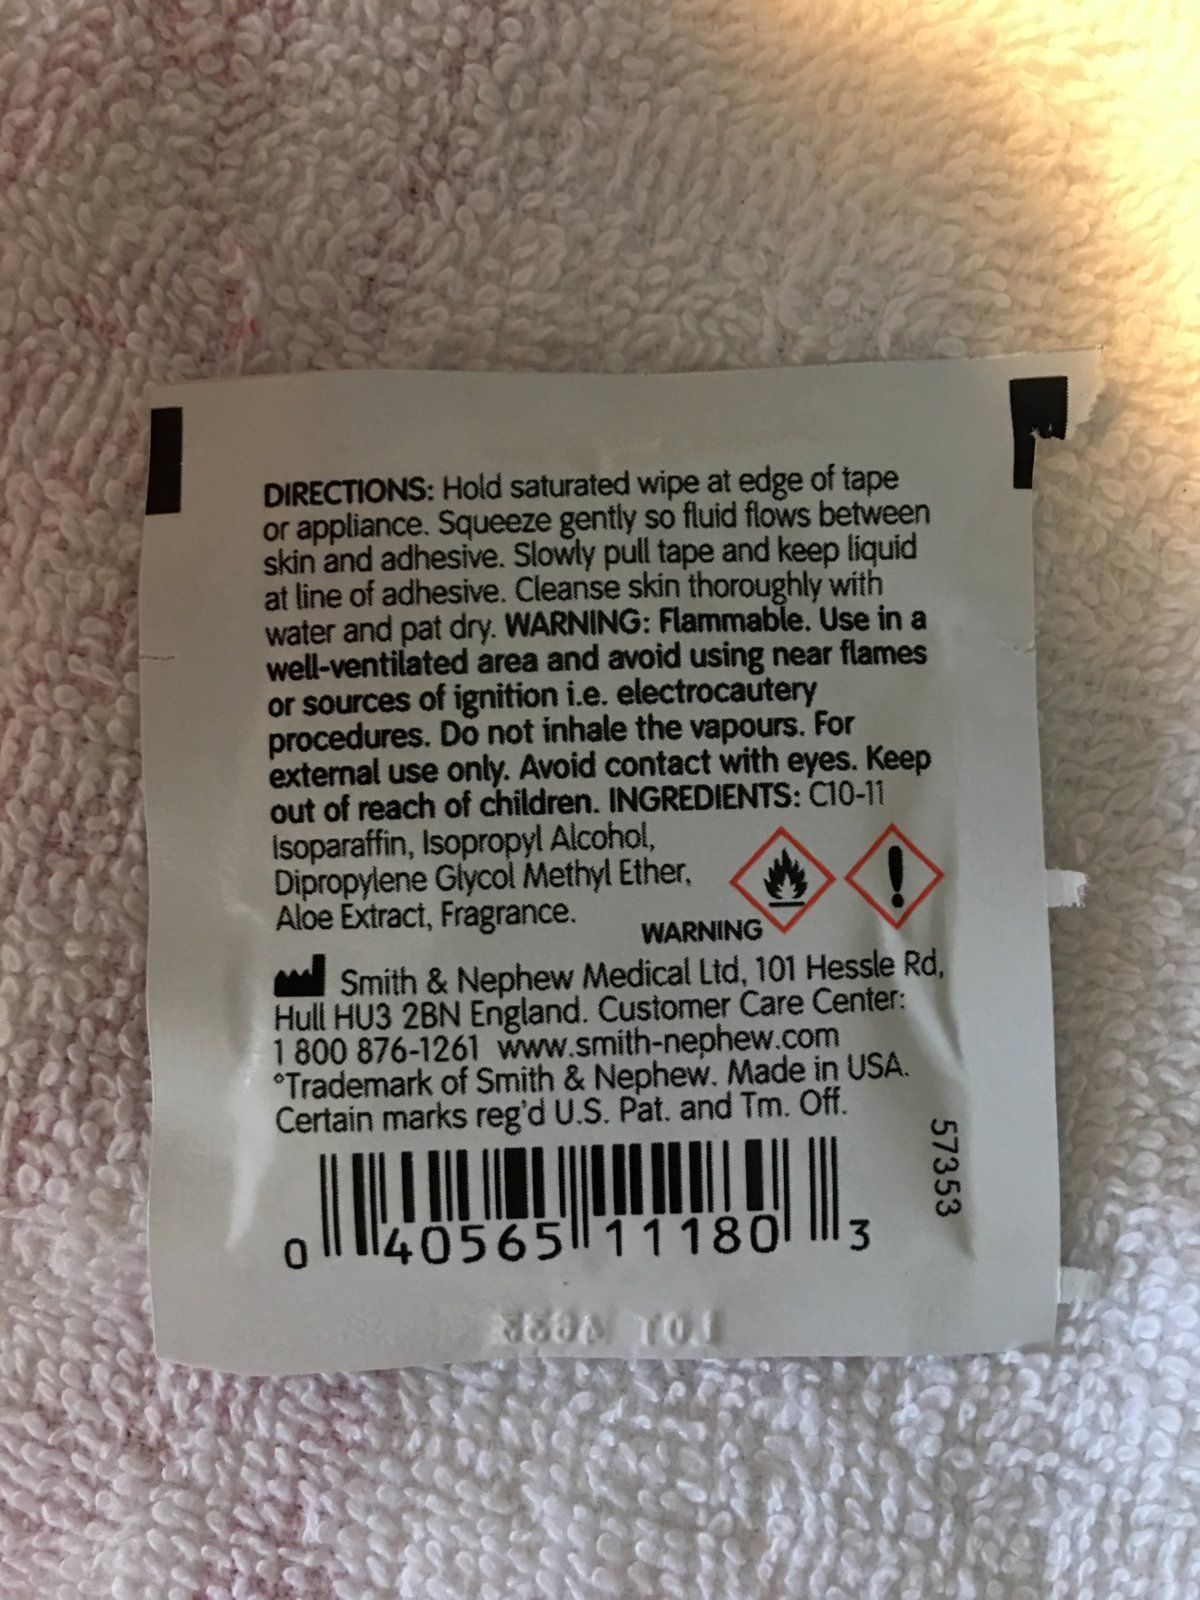 DIRECTIONS: Hold saturated wipe at edge of tape
or appliance. Squeeze gently so fluid flows between
skin and adhesive. Slowly pull tape and keep liquid
at line of adhesive. Cleanse skin thoroughly with
water and pat dry. WARNING: Flammable. Use in a
well-ventilated area and avoid using near flames
or sources of ignition i.e. electrocautery
procedures. Do not inhale the vapours. For
external use only. Avoid contact with eyes. Keep
out of reach of children. INGREDIENTS: C10-11
Isoparaffin, Isopropyl Alcohol,
Dipropylene Glycol Methyl Ether,
Aloe Extract, Fragrance.
WARNING
Smith & Nephew Medical Ltd, 101 Hessle Rd,
Hull HU3 2BN England. Customer Care Center:
1 800 876-1261 www.smith-nephew.com
°Trademark of Smith & Nephew. Made in USA.
Certain marks reg'd U.S. Pat. and Tm. Off.
57353
0 40565 11180 3
LOT